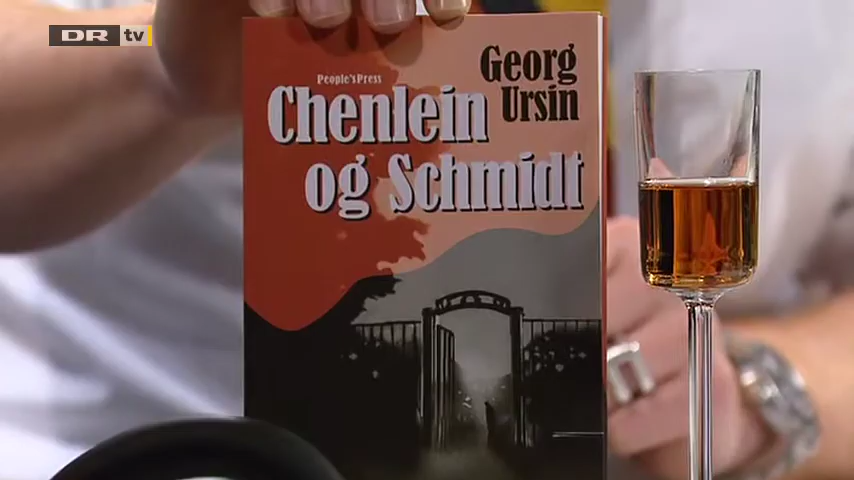 DR tv
Georg
Ursin
People'sPress
Chenlein
og Schmidt